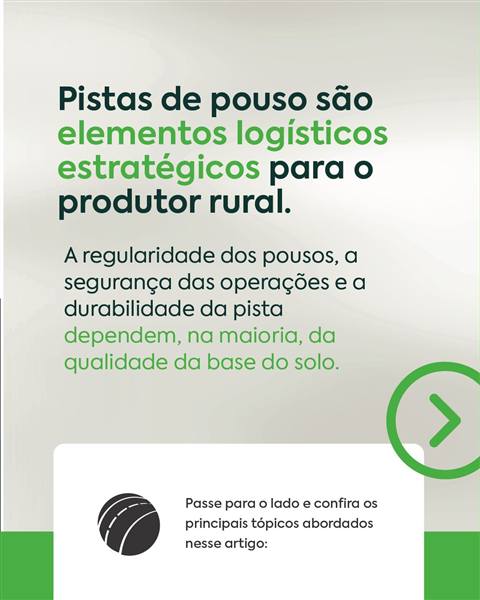 Pistas de pouso são
elementos logísticos
estratégicos para o
produtor rural.
A regularidade dos pousos, a
segurança das operações e a
durabilidade da pista
dependem, na maioria, da
qualidade da base do solo.
Passe para o lado e confira os
principais tópicos abordados
nesse artigo: